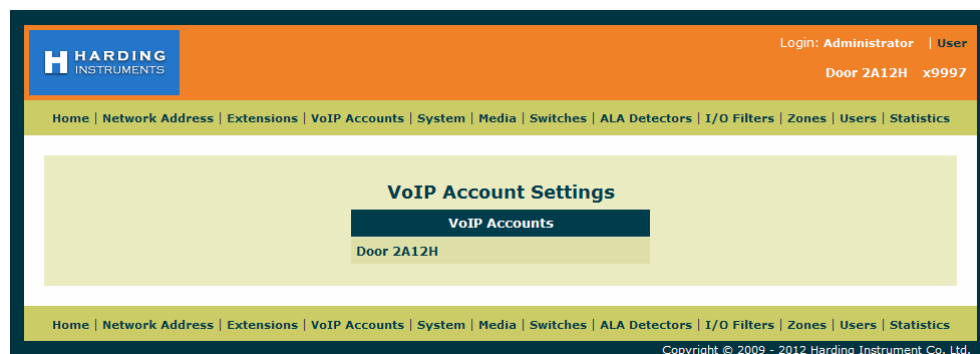 HARDING
INSTRUMENTS
Login: Administrator | User
Door 2A12H x9997
Home | Network Address | Extensions | VoIP Accounts | System | Media | Switches | ALA Detectors | I/O Filters | Zones | Users | Statistics
VoIP Account Settings
VoIP Accounts
Door 2A12H
Home | Network Address | Extensions | VoIP Accounts | System | Media | Switches | ALA Detectors | I/O Filters | Zones | Users | Statistics
Copyright © 2009 - 2012 Harding Instrument Co. Ltd.